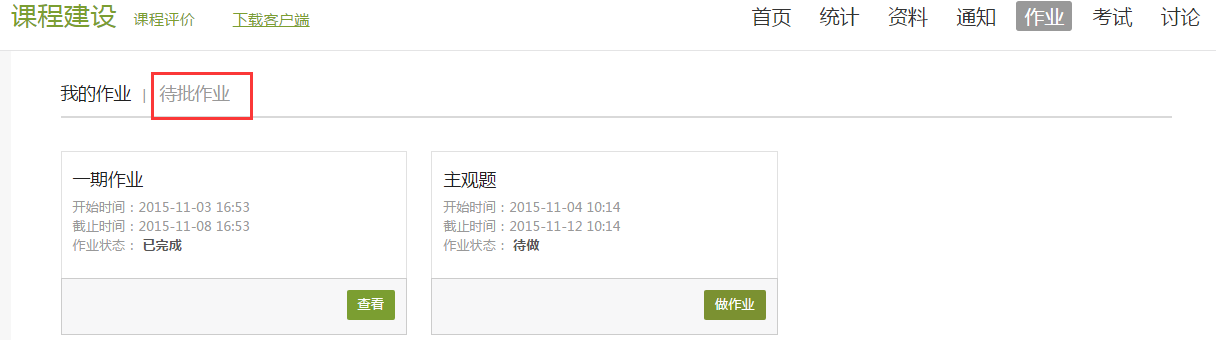 课程建设 课程评价 下载客户端 首页 统计 资料 通知 作业 考试 讨论
我的作业 | 待批作业
一期作业
开始时间：2015-11-03 16:53
截止时间：2015-11-08 16:53
作业状态： 已完成
查看
主观题
开始时间：2015-11-04 10:14
截止时间：2015-11-12 10:14
作业状态： 待做
做作业